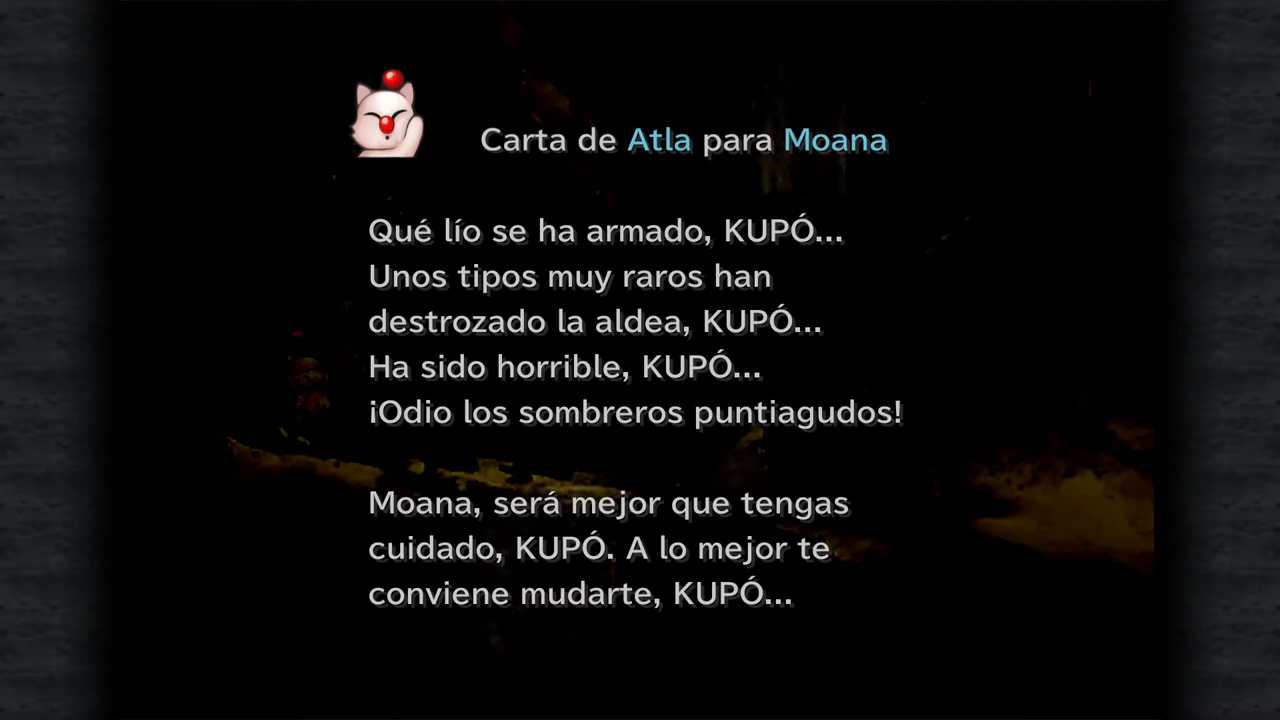 Carta de Atla para Moana
Qué lío se ha armado, KUPÓ...
Unos tipos muy raros han
destrozado la aldea, KUPÓ...
Ha sido horrible, KUPÓ...
¡Odio los sombreros puntiagudos!
Moana, será mejor que tengas
cuidado, KUPÓ. A lo mejor te
conviene mudarte, KUPÓ...